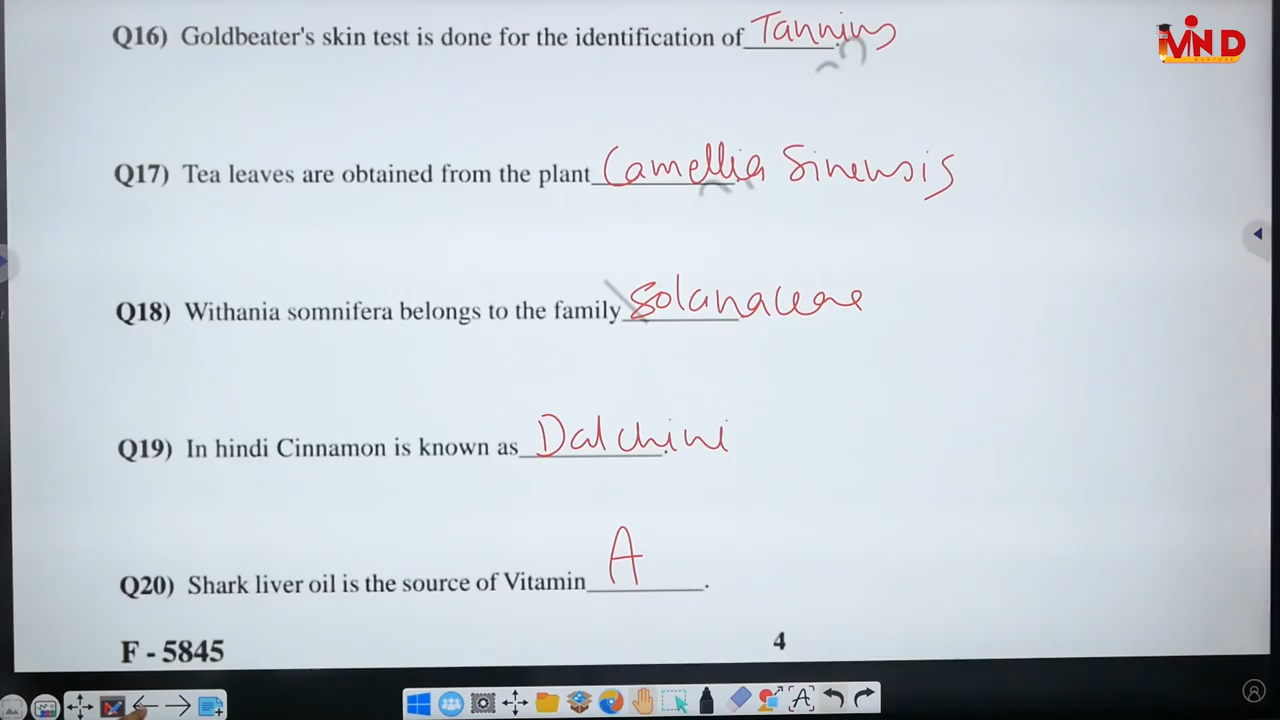 MIND
NURTURE
Q16) Goldbeater's skin test is done for the identification of Tannins.
Q17) Tea leaves are obtained from the plant Camellia Sinensis
Q18) Withania somnifera belongs to the family Solanaceae
Q19) In hindi Cinnamon is known as Dalchini.
Q20) Shark liver oil is the source of Vitamin A.
F - 5845
4